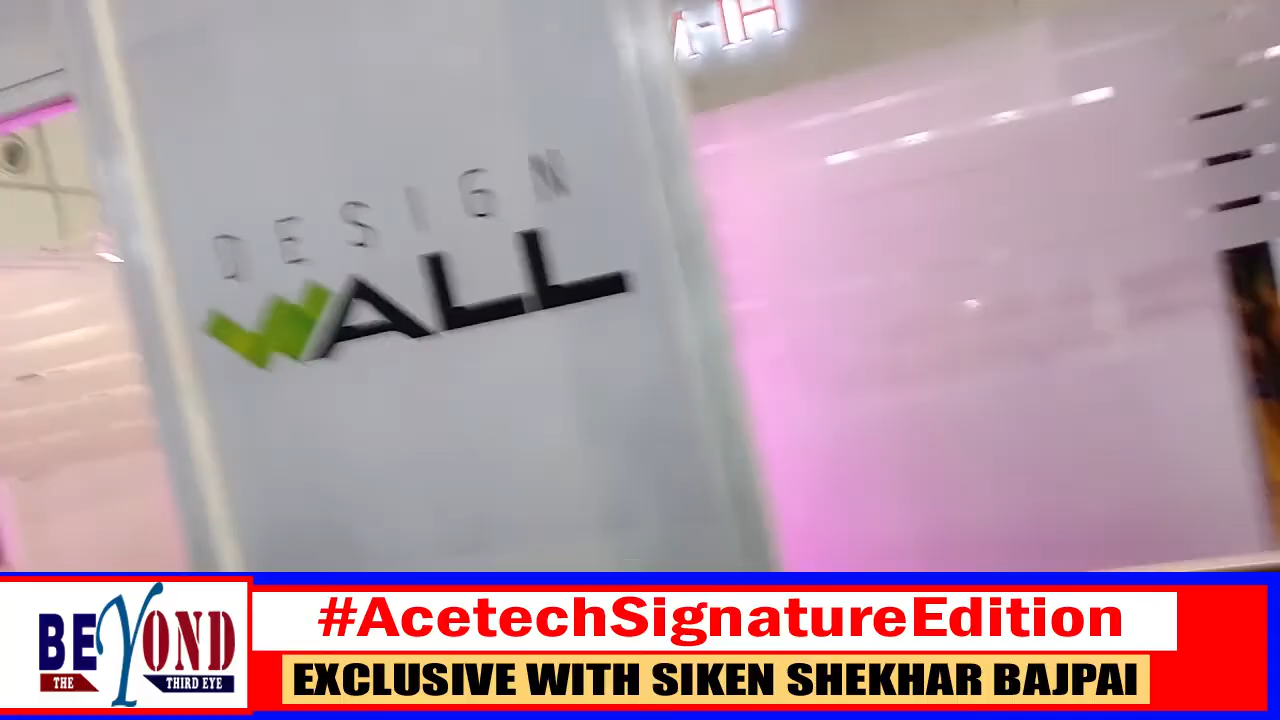 DESIGN
WALL
BEYOND
THE THIRD EYE
#AcetechSignatureEdition
EXCLUSIVE WITH SIKEN SHEKHAR BAJPAI